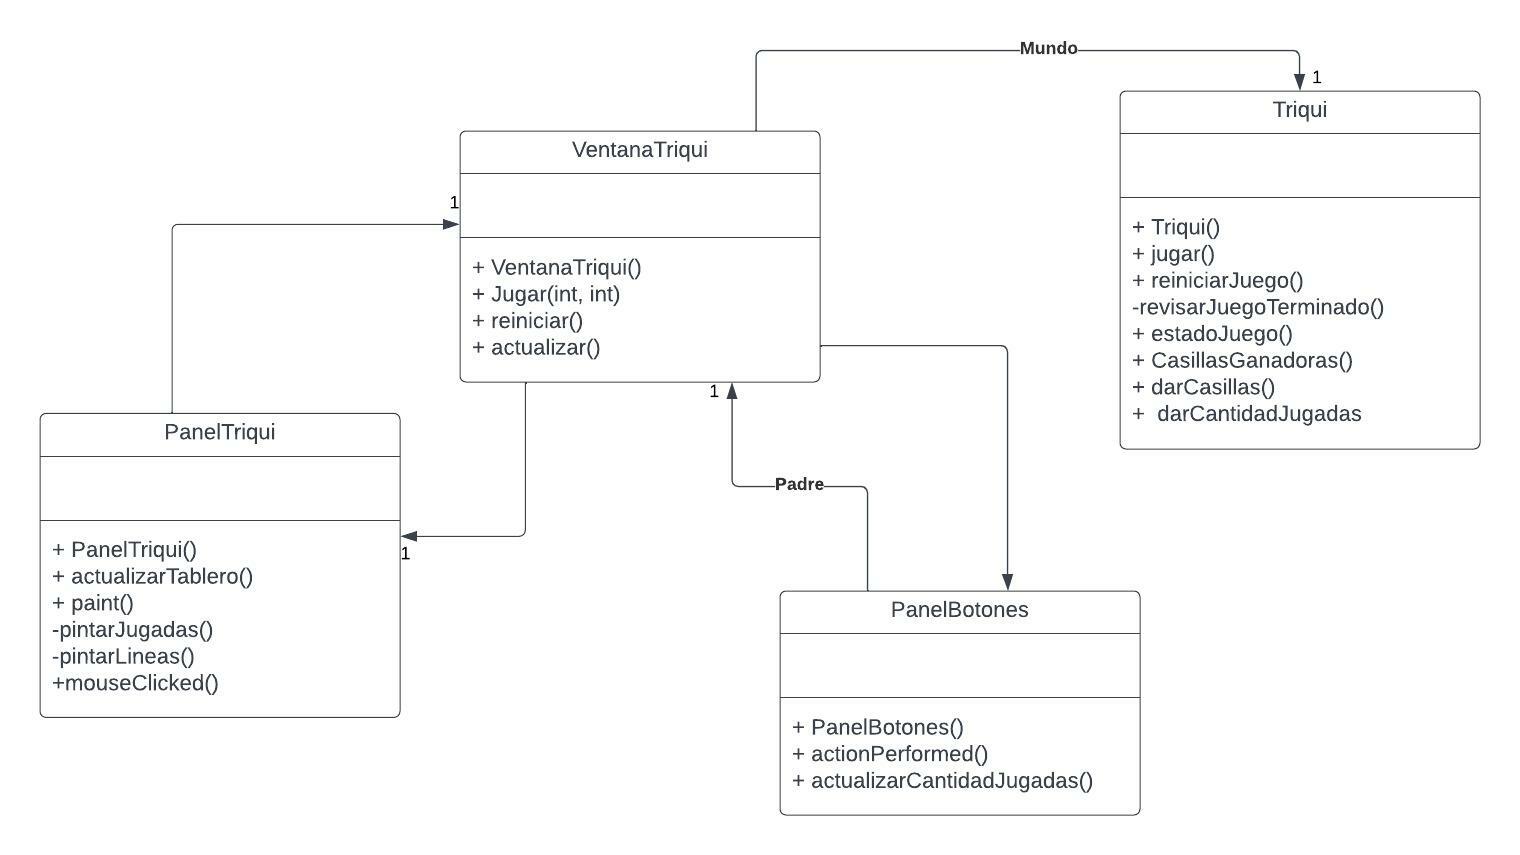 Mundo
1
Triqui
+ Triqui()
+ jugar()
+ reiniciarJuego()
-revisarJuegoTerminado()
+ estadoJuego()
+ CasillasGanadoras()
+ darCasillas()
+  darCantidadJugadas
VentanaTriqui
1
+ VentanaTriqui()
+ Jugar(int, int)
+ reiniciar()
+ actualizar()
1
PanelTriqui
+ PanelTriqui()
+ actualizarTablero()
+ paint()
-pintarJugadas()
-pintarLineas()
+mouseClicked()
1
Padre
PanelBotones
+ PanelBotones()
+ actionPerformed()
+ actualizarCantidadJugadas()